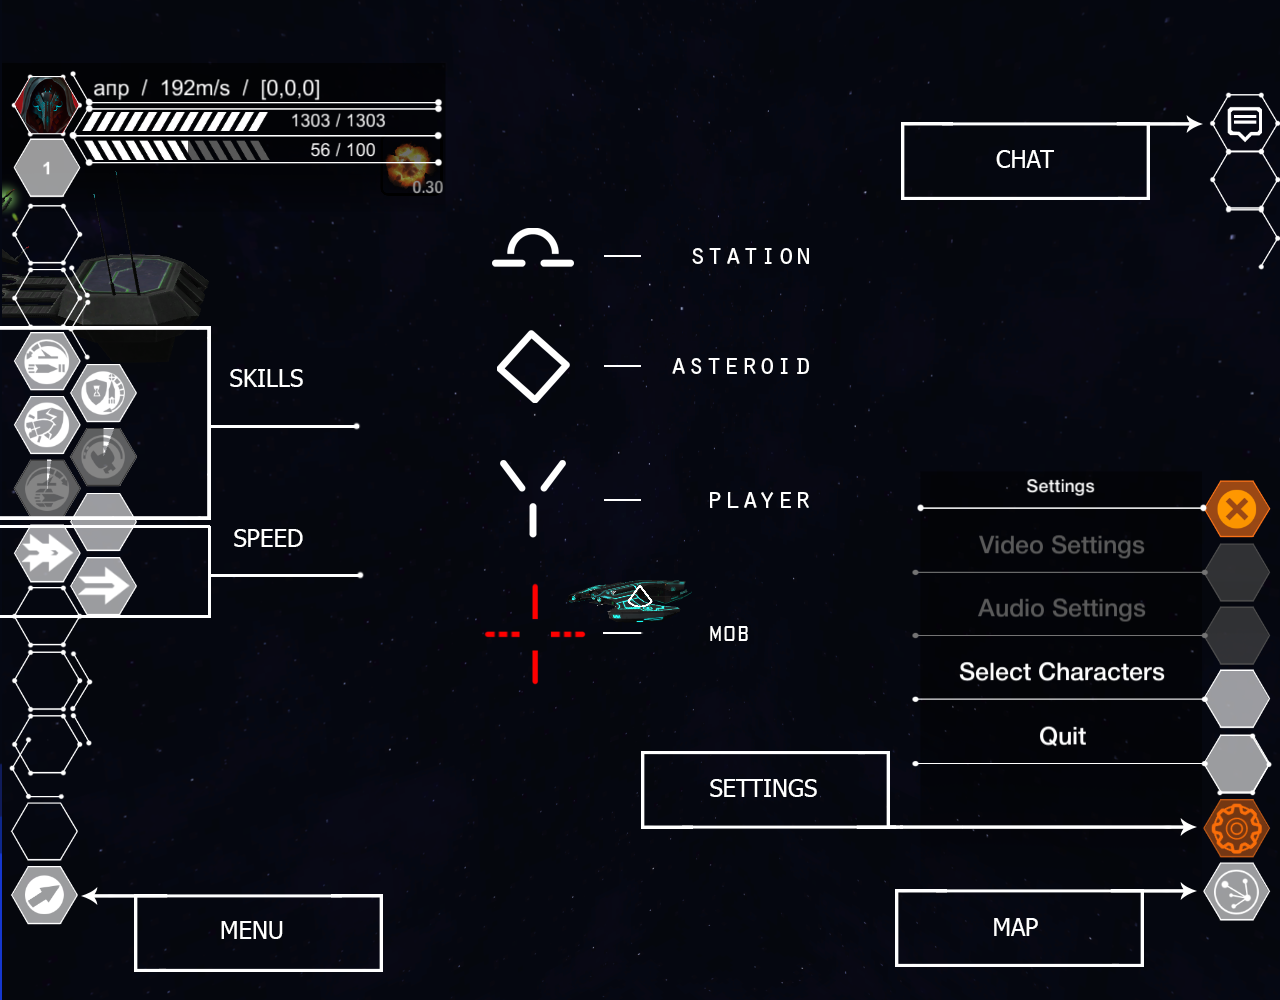 апр / 192m/s / [0,0,0]
1303 / 1303
56 / 100
0.30
1
CHAT
STATION
ASTEROID
SKILLS
PLAYER
SPEED
MOB
Settings
Video Settings
Audio Settings
Select Characters
Quit
SETTINGS
MENU
MAP